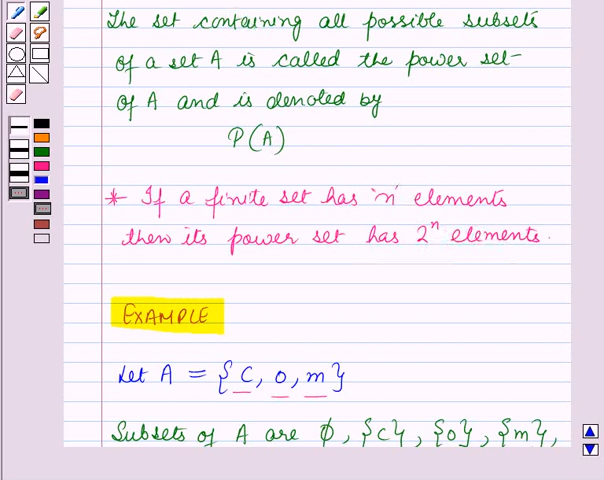 The set containing all possible subsets
of a set A is called the power set
of A and is denoted by
P(A)
* If a finite set has 'n' elements
then its power set has 2ⁿ elements.
EXAMPLE
Let A = {C, o, m}
Subsets of A are ϕ, {C}, {o}, {m},